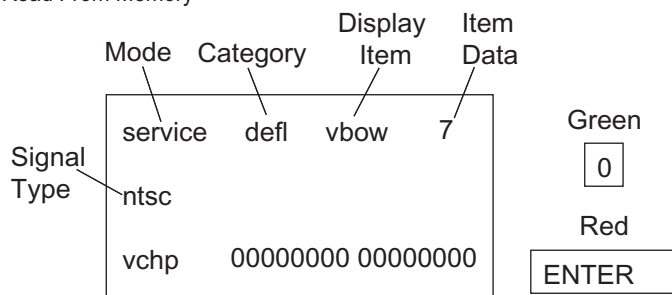 Read From Memory
Display Item
Mode Category Item Data
service defl vbow 7
Green
0
Signal
Type
ntsc
Red
vchp 00000000 00000000
ENTER